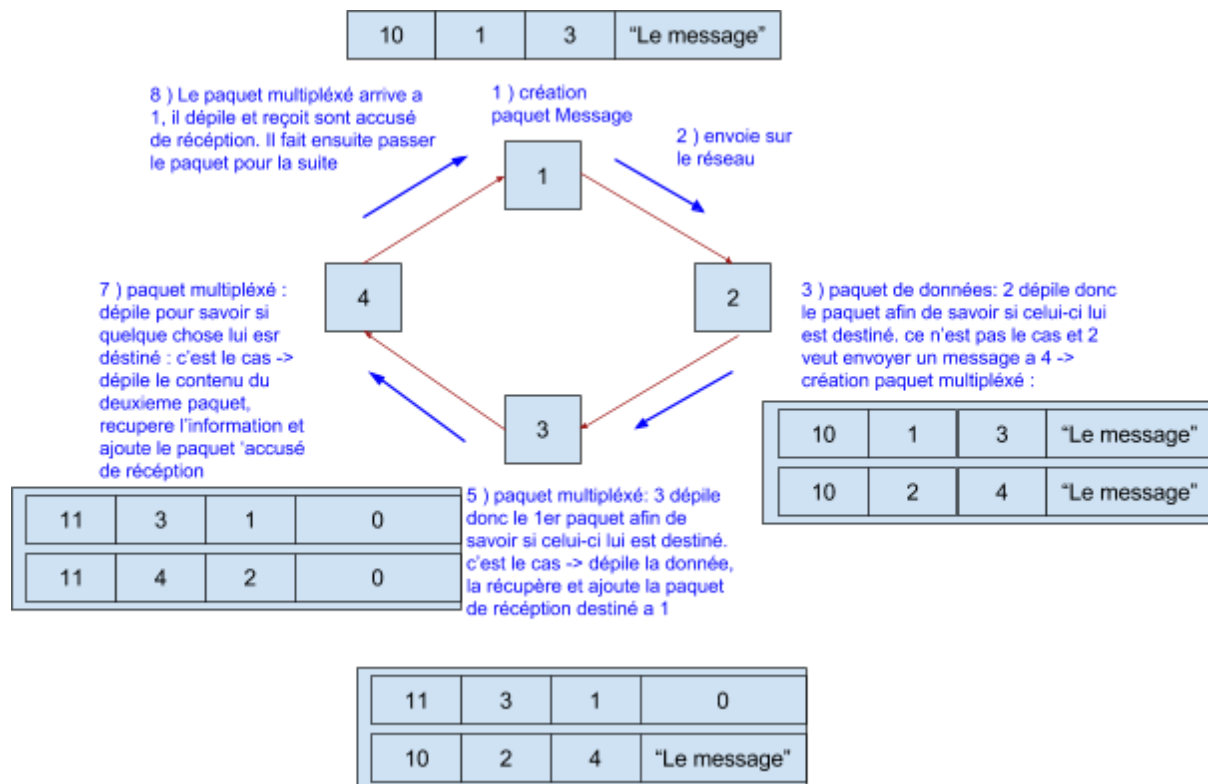 10 1 3 “Le message”
8 ) Le paquet multipléxé arrive a
1, il dépile et reçoit sont accusé
de récéption. Il fait ensuite passer
le paquet pour la suite
1 ) création
paquet Message
2 ) envoie sur
le réseau
1
4
2
7 ) paquet multipléxé :
dépile pour savoir si
quelque chose lui esr
déstiné : c’est le cas ->
dépile le contenu du
deuxieme paquet,
recupere l’information et
ajoute le paquet ‘accusé
de récéption
3 ) paquet de données: 2 dépile donc
le paquet afin de savoir si celui-ci lui
est destiné. ce n’est pas le cas et 2
veut envoyer un message a 4 ->
création paquet multipléxé :
3
10 1 3 “Le message”
10 2 4 “Le message”
11 3 1 0
11 4 2 0
5 ) paquet multipléxé: 3 dépile
donc le 1er paquet afin de
savoir si celui-ci lui est destiné.
c’est le cas -> dépile la donnée,
la récupère et ajoute la paquet
de récéption destiné a 1
11 3 1 0
10 2 4 “Le message”